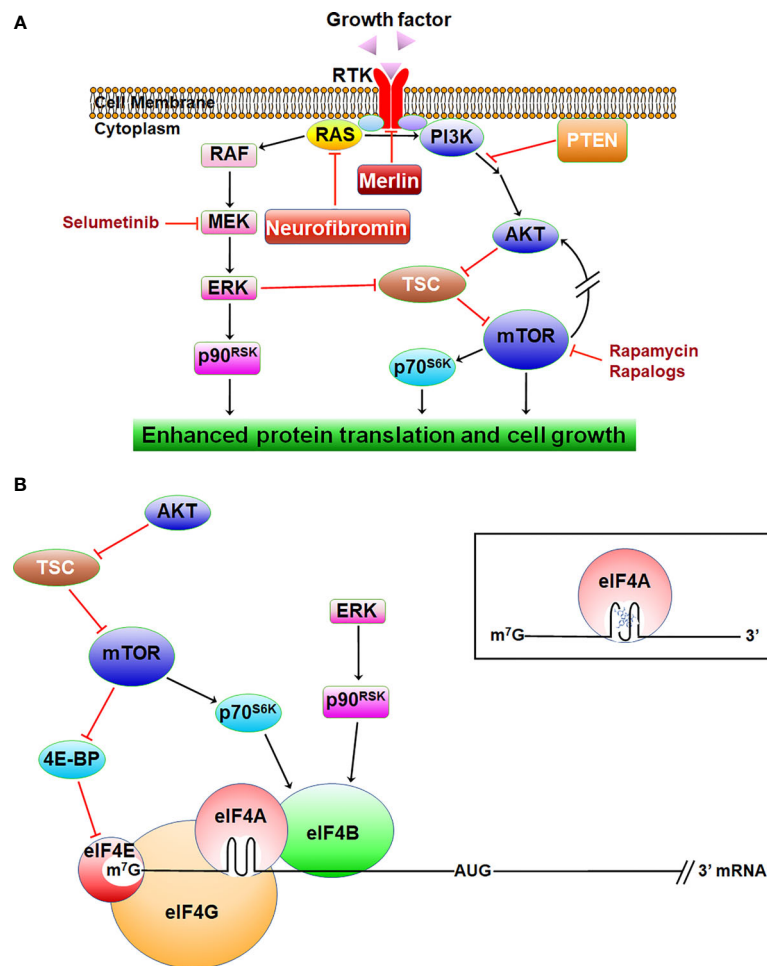 A
Growth factor
RTK
Cell Membrane
Cytoplasm
RAS
PI3K
PTEN
RAF
Merlin
Selumetinib
MEK
Neurofibromin
AKT
ERK
TSC
mTOR
p90RSK
p70S6K
Rapamycin
Rapalogs
Enhanced protein translation and cell growth
B
AKT
TSC
eIF4A
ERK
m7G
3’
mTOR
p70S6K
p90RSK
4E-BP
eIF4A
eIF4B
eIF4E
m7G
AUG
3’ mRNA
eIF4G